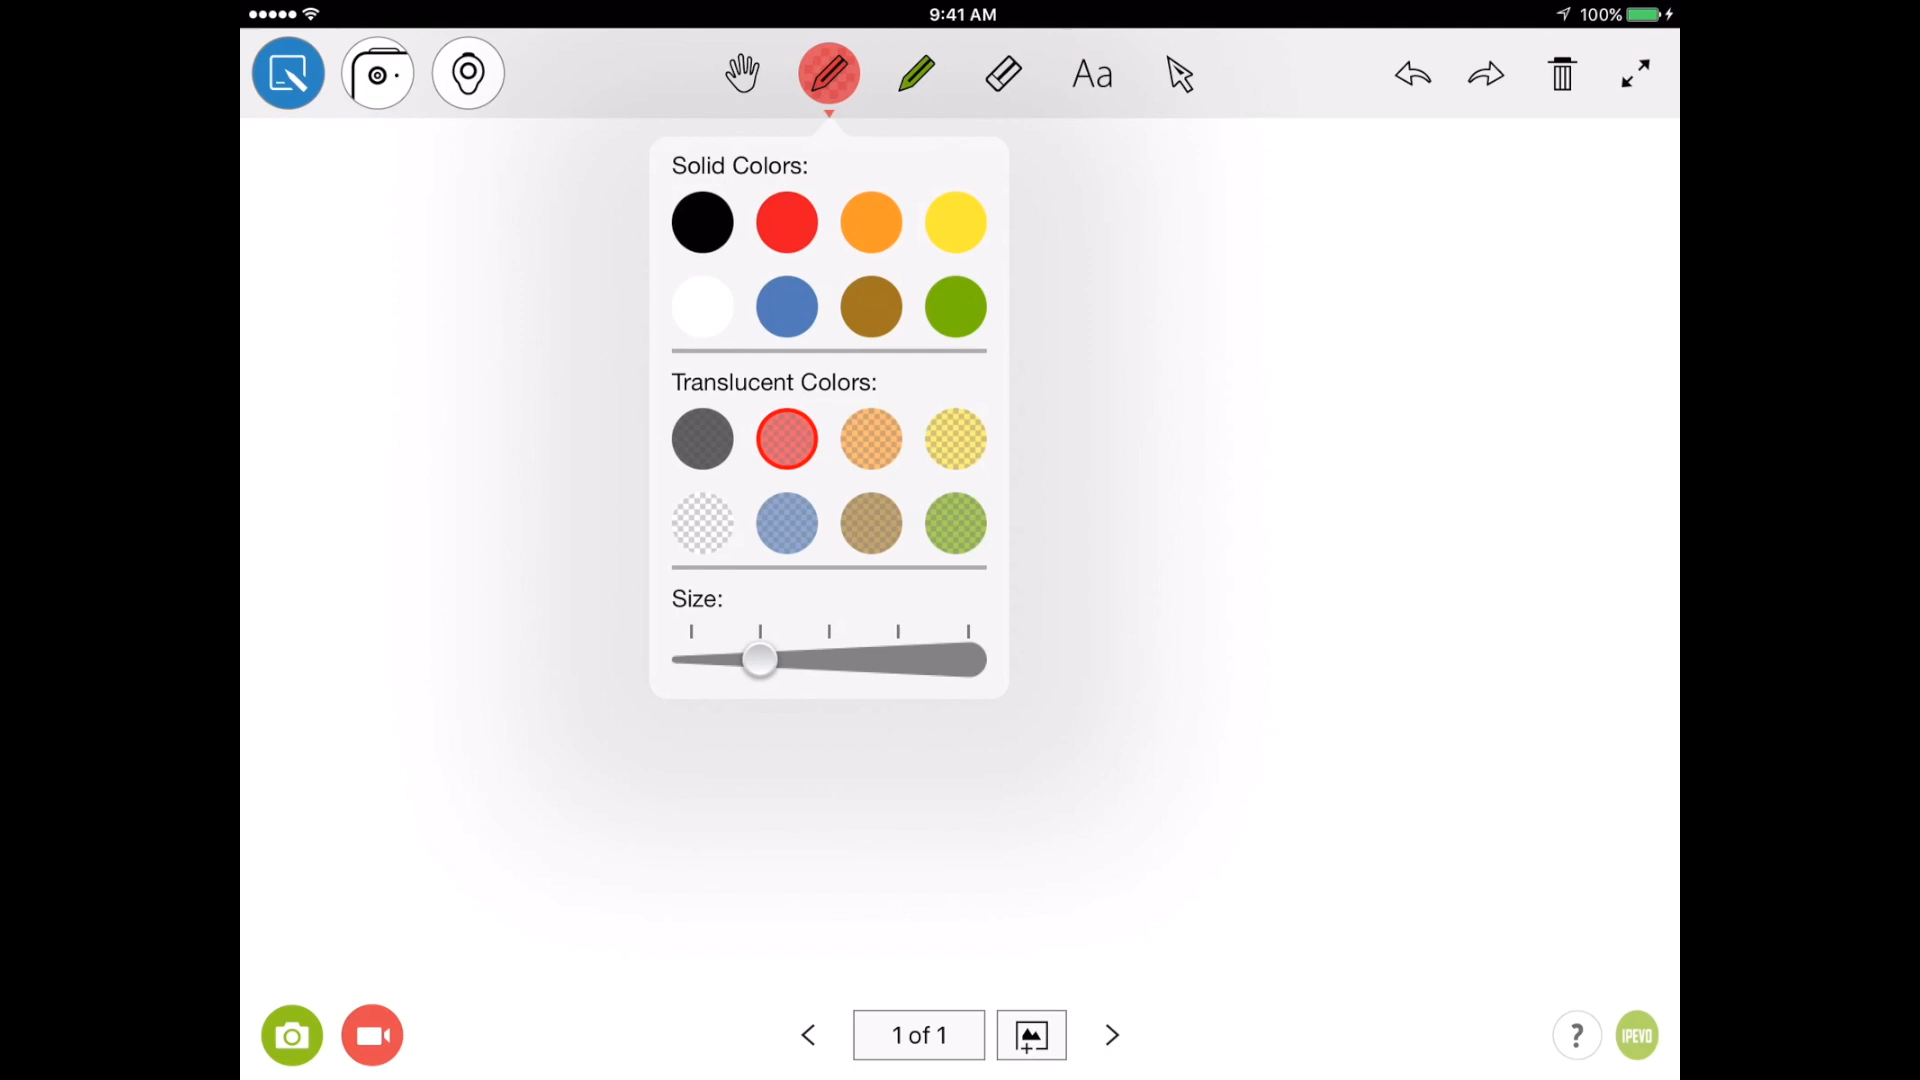 9:41 AM
100%
Aa
Solid Colors:
Translucent Colors:
Size:
1 of 1
?
IPEVO